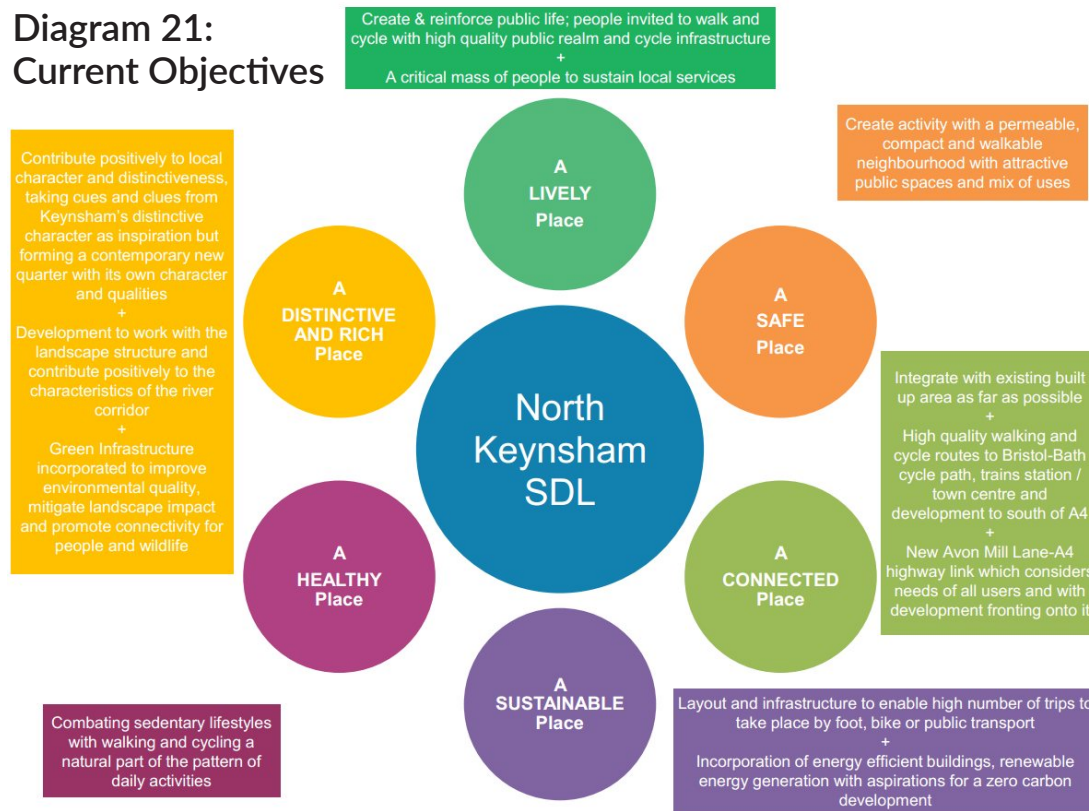 Diagram 21:
Current Objectives
Create & reinforce public life; people invited to walk and
cycle with high quality public realm and cycle infrastructure
+
A critical mass of people to sustain local services
A
LIVELY
Place
Create activity with a permeable,
compact and walkable
neighbourhood with attractive
public spaces and mix of uses
A
SAFE
Place
Contribute positively to local
character and distinctiveness,
taking cues and clues from
Keynsham's distinctive
character as inspiration but
forming a contemporary new
quarter with its own character
and qualities
+
Development to work with the
landscape structure and
contribute positively to the
characteristics of the river
corridor
+
Green Infrastructure
incorporated to improve
environmental quality,
mitigate landscape impact
and promote connectivity for
people and wildlife
A
DISTINCTIVE
AND RICH
Place
North
Keynsham
SDL
Integrate with existing built
up area as far as possible
+
High quality walking and
cycle routes to Bristol-Bath
cycle path, trains station /
town centre and
development to south of A4
+
New Avon Mill Lane-A4
highway link which considers
needs of all users and with
development fronting onto it
A
CONNECTED
Place
A
HEALTHY
Place
Combating sedentary lifestyles
with walking and cycling a
natural part of the pattern of
daily activities
A
SUSTAINABLE
Place
Layout and infrastructure to enable high number of trips to
take place by foot, bike or public transport
+
Incorporation of energy efficient buildings, renewable
energy generation with aspirations for a zero carbon
development